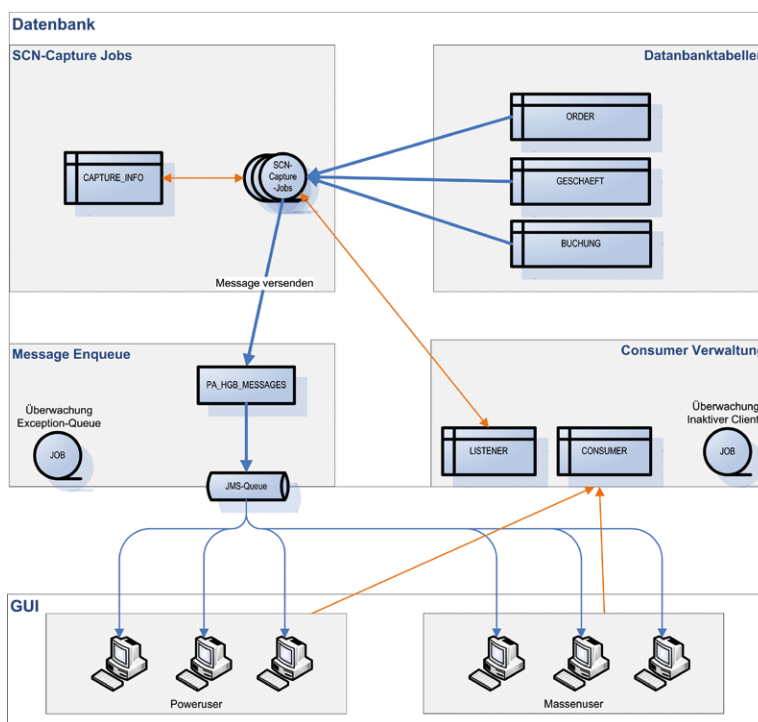 Datenbank
SCN-Capture Jobs
Datanbanktabellen
ORDER
CAPTURE_INFO
SCN-
Capture
-Jobs
GESCHAEFT
BUCHUNG
Message versenden
Message Enqueue
Consumer Verwaltung
PA_HGB_MESSAGES
Überwachung
Exception-Queue
JOB
Überwachung
Inaktiver Client
LISTENER
CONSUMER
JOB
JMS-Queue
GUI
Poweruser
Massenuser